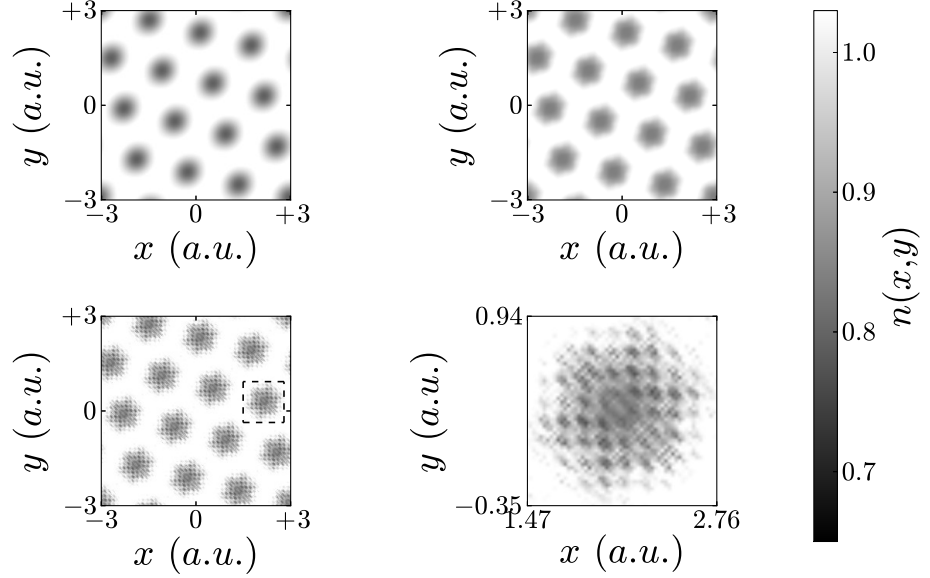 +3
y (a.u.)
0
−3
−3 0 +3
x (a.u.)
+3
y (a.u.)
0
−3
−3 0 +3
x (a.u.)
+3
y (a.u.)
0
−3
−3 0 +3
x (a.u.)
0.94
y (a.u.)
−0.35
1.47 2.76
x (a.u.)
1.0
0.9
0.8
0.7
n(x,y)